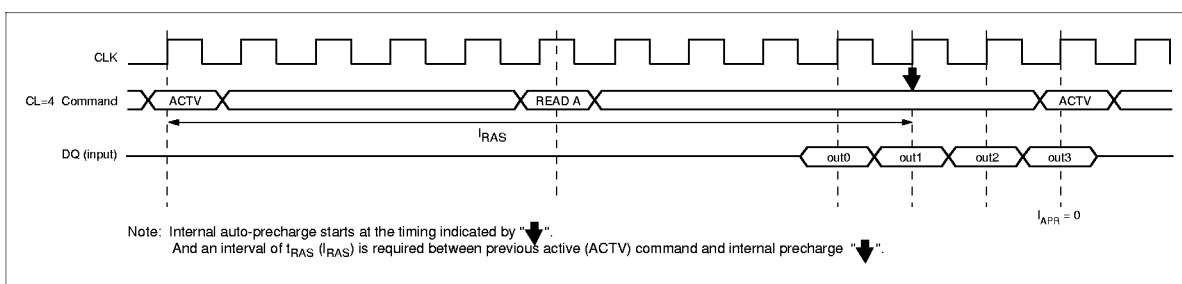 CLK
CL=4 Command ACTV READ A ACTV
lRAS
DQ (input) out0 out1 out2 out3
lAPR = 0
Note: Internal auto-precharge starts at the timing indicated by " ".
And an interval of tRAS (lRAS) is required between previous active (ACTV) command and internal precharge " ".